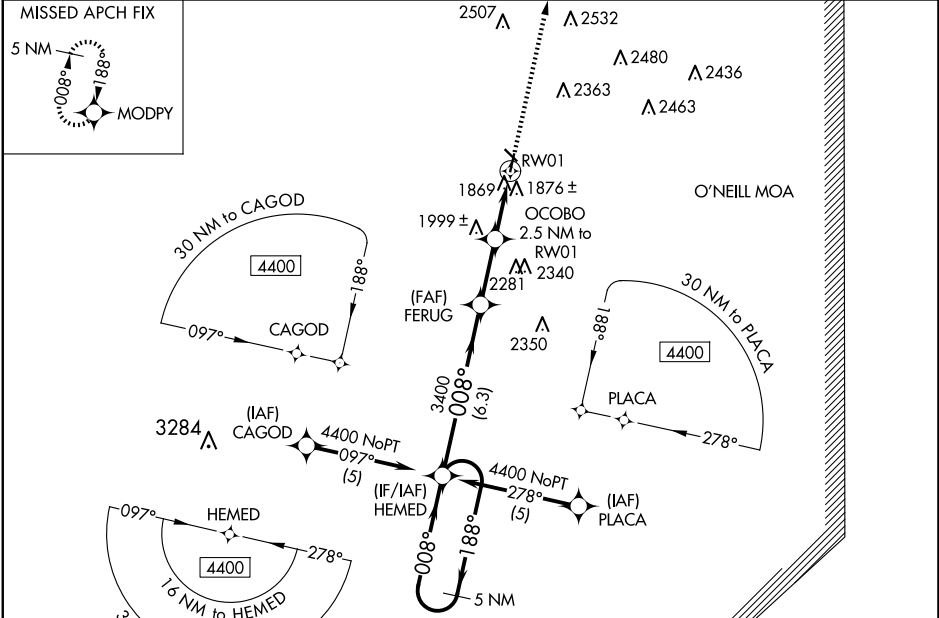 MISSED APCH FIX
5 NM
008°
188°
MODPY
2507
2532
2480
2436
2363
2463
RW01
1869
1876 ±
O'NEILL MOA
OCOBO
2.5 NM to
RW01
1999 ±
2281
2340
(FAF)
FERUG
2350
30 NM to CAGOD
4400
188°
097°
CAGOD
30 NM to PLACA
4400
188°
PLACA
278°
3400
008°
(6.3)
3284
(IAF)
CAGOD
4400 NoPT
097°
(5)
(IF/IAF)
HEMED
4400 NoPT
278°
(5)
(IAF)
PLACA
008°
188°
5 NM
097°
HEMED
278°
4400
16 NM to HEMED